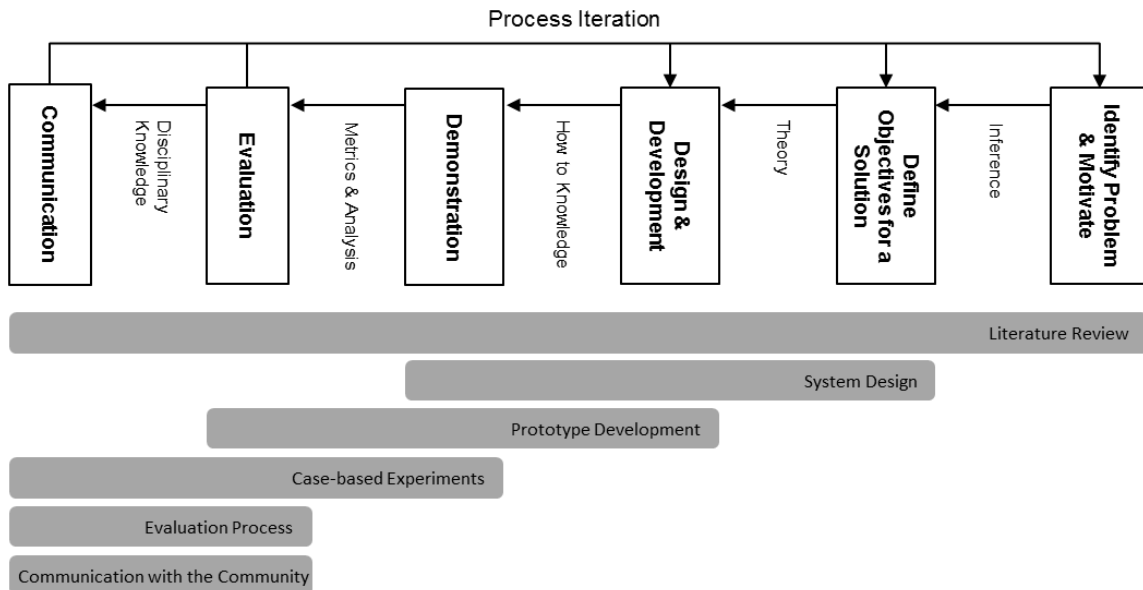 Process Iteration
Communication
Disciplinary
Knowledge
Evaluation
Metrics & Analysis
Demonstration
How to Knowledge
Design &
Development
Theory
Define
Objectives for a
Solution
Inference
Identify Problem
& Motivate
Literature Review
System Design
Prototype Development
Case-based Experiments
Evaluation Process
Communication with the Community